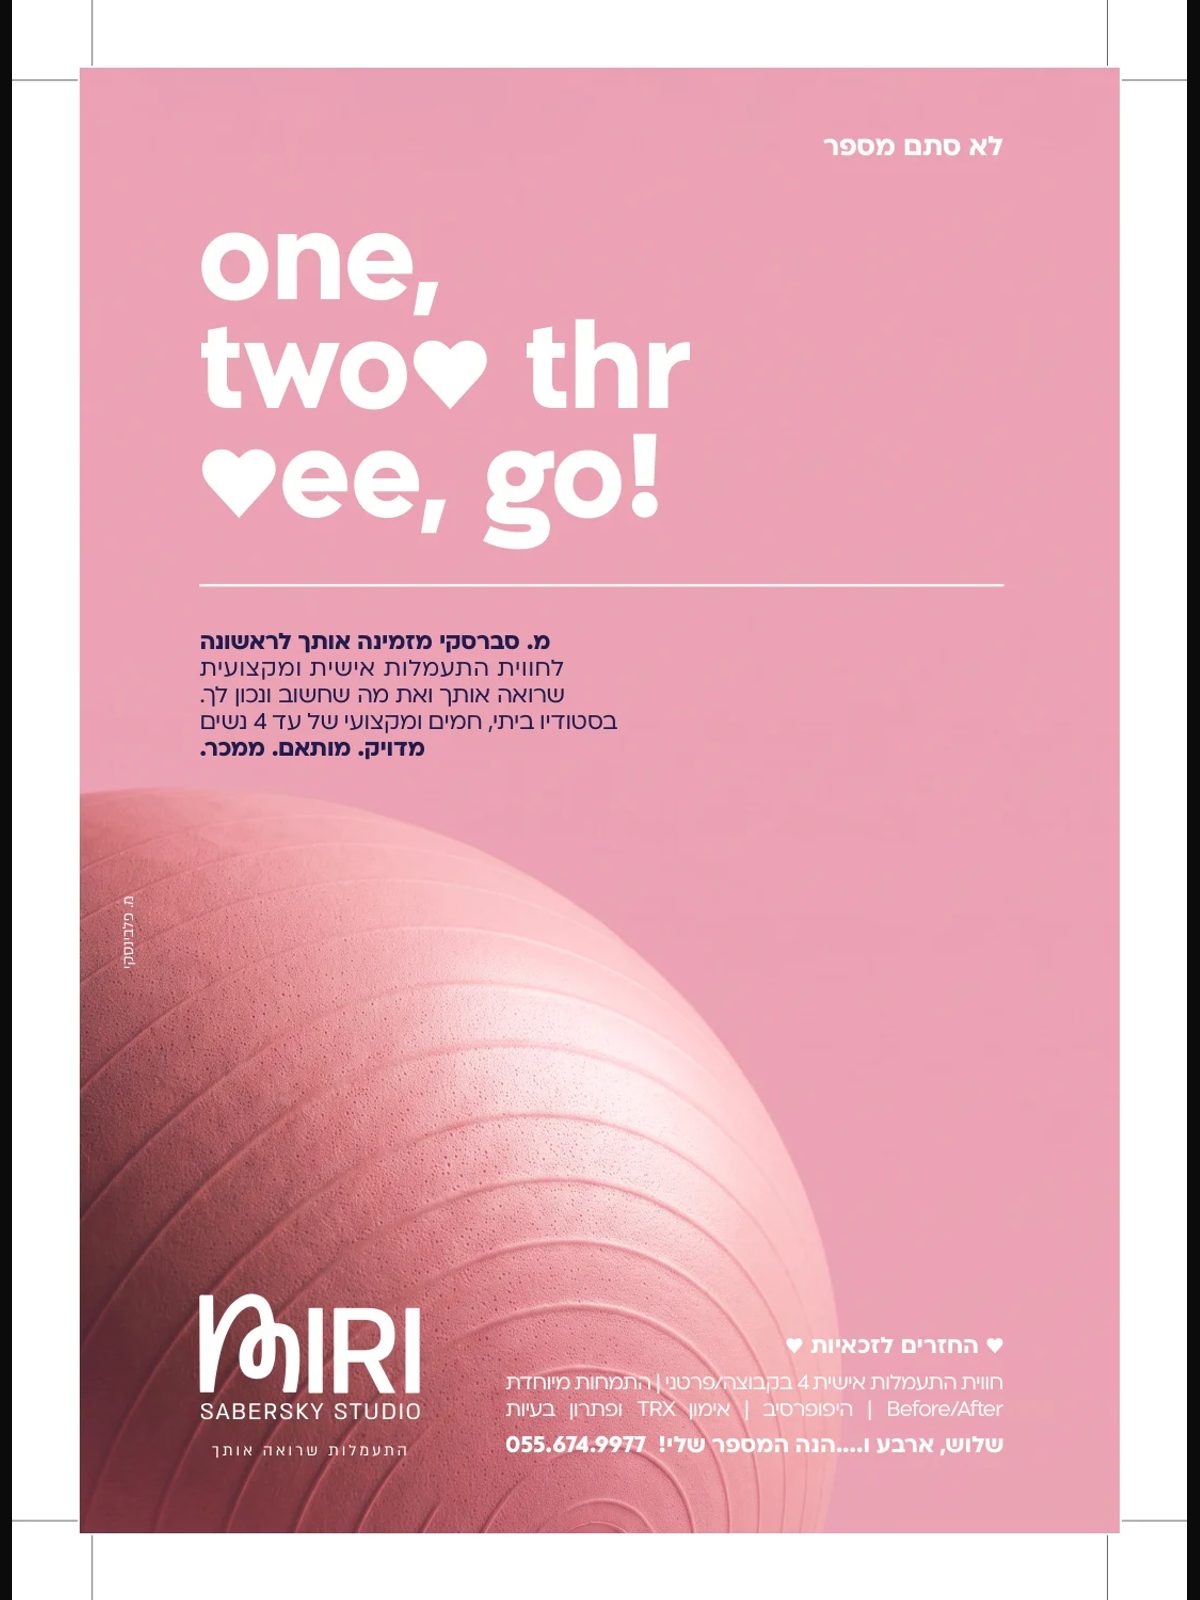 לא סתם מספר
one,
two♥ thr
♥ee, go!
מ. סברסקי מזמינה אותך לראשונה
לחווית התעמלות אישית ומקצועית
שרואה אותך ואת מה שחשוב ונכון לך.
בסטודיו ביתי, חמים ומקצועי של עד 4 נשים
מדויק. מותאם. ממכר.
מ. פלבינסקי
♥ החזרים לזכאיות ♥
חווית התעמלות אישית 4 בקבוצה/פרטני | התמחות מיוחדת
Before/After | היפופרסיב | אימון TRX ופתרון בעיות
שלוש, ארבע ו....הנה המספר שלי! 055.674.9977
MIRI
SABERSKY STUDIO
התעמלות שרואה אותך